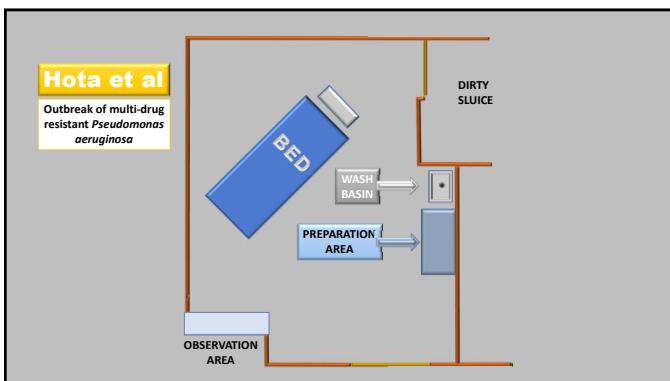 Hota et al
Outbreak of multi-drug
resistant Pseudomonas
aeruginosa
DIRTY
SLUICE
BED
WASH
BASIN
PREPARATION
AREA
OBSERVATION
AREA